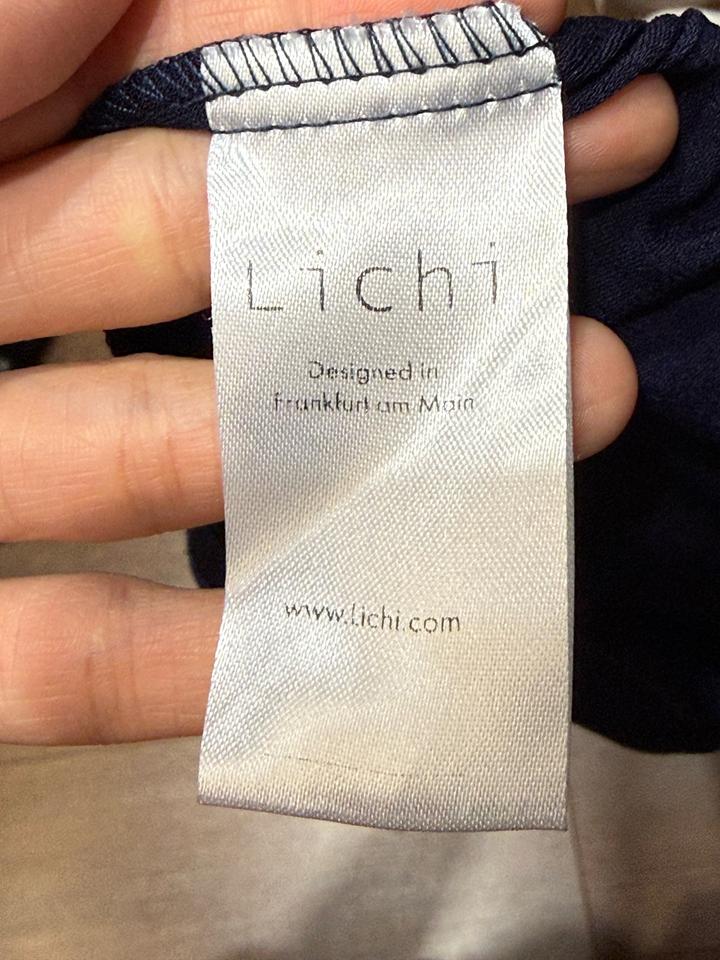 Lichi
Designed in
Frankfurt am Main
www.lichi.com